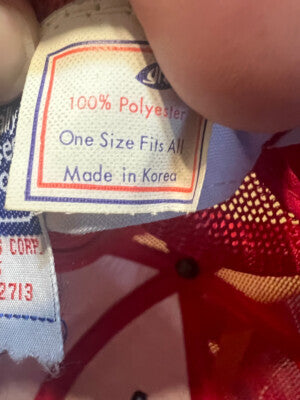 100% Polyester
One Size Fits All
Made in Korea
CORP
2713